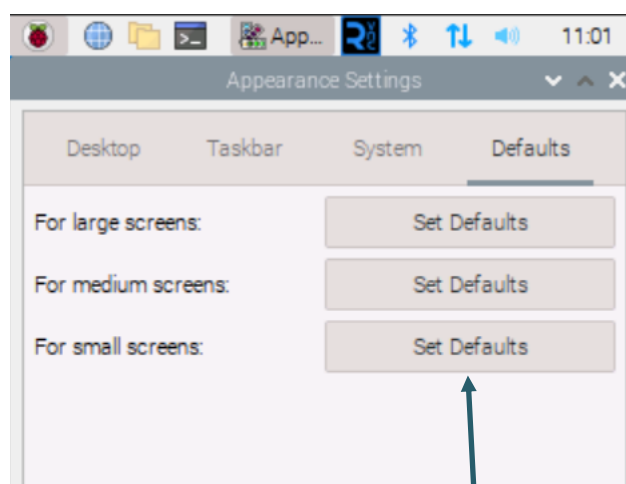 App...
11:01
Appearance Settings
Desktop Taskbar System Defaults
For large screens: Set Defaults
For medium screens: Set Defaults
For small screens: Set Defaults